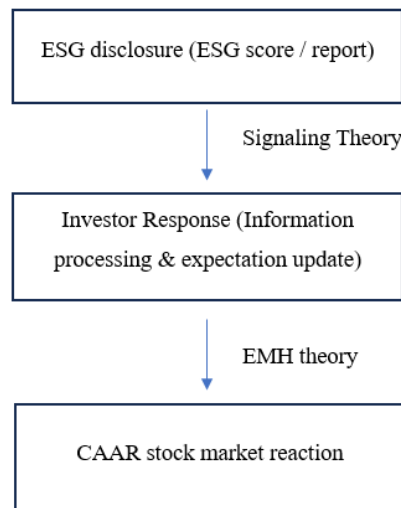 ESG disclosure (ESG score / report)
Signaling Theory
Investor Response (Information
processing & expectation update)
EMH theory
CAAR stock market reaction